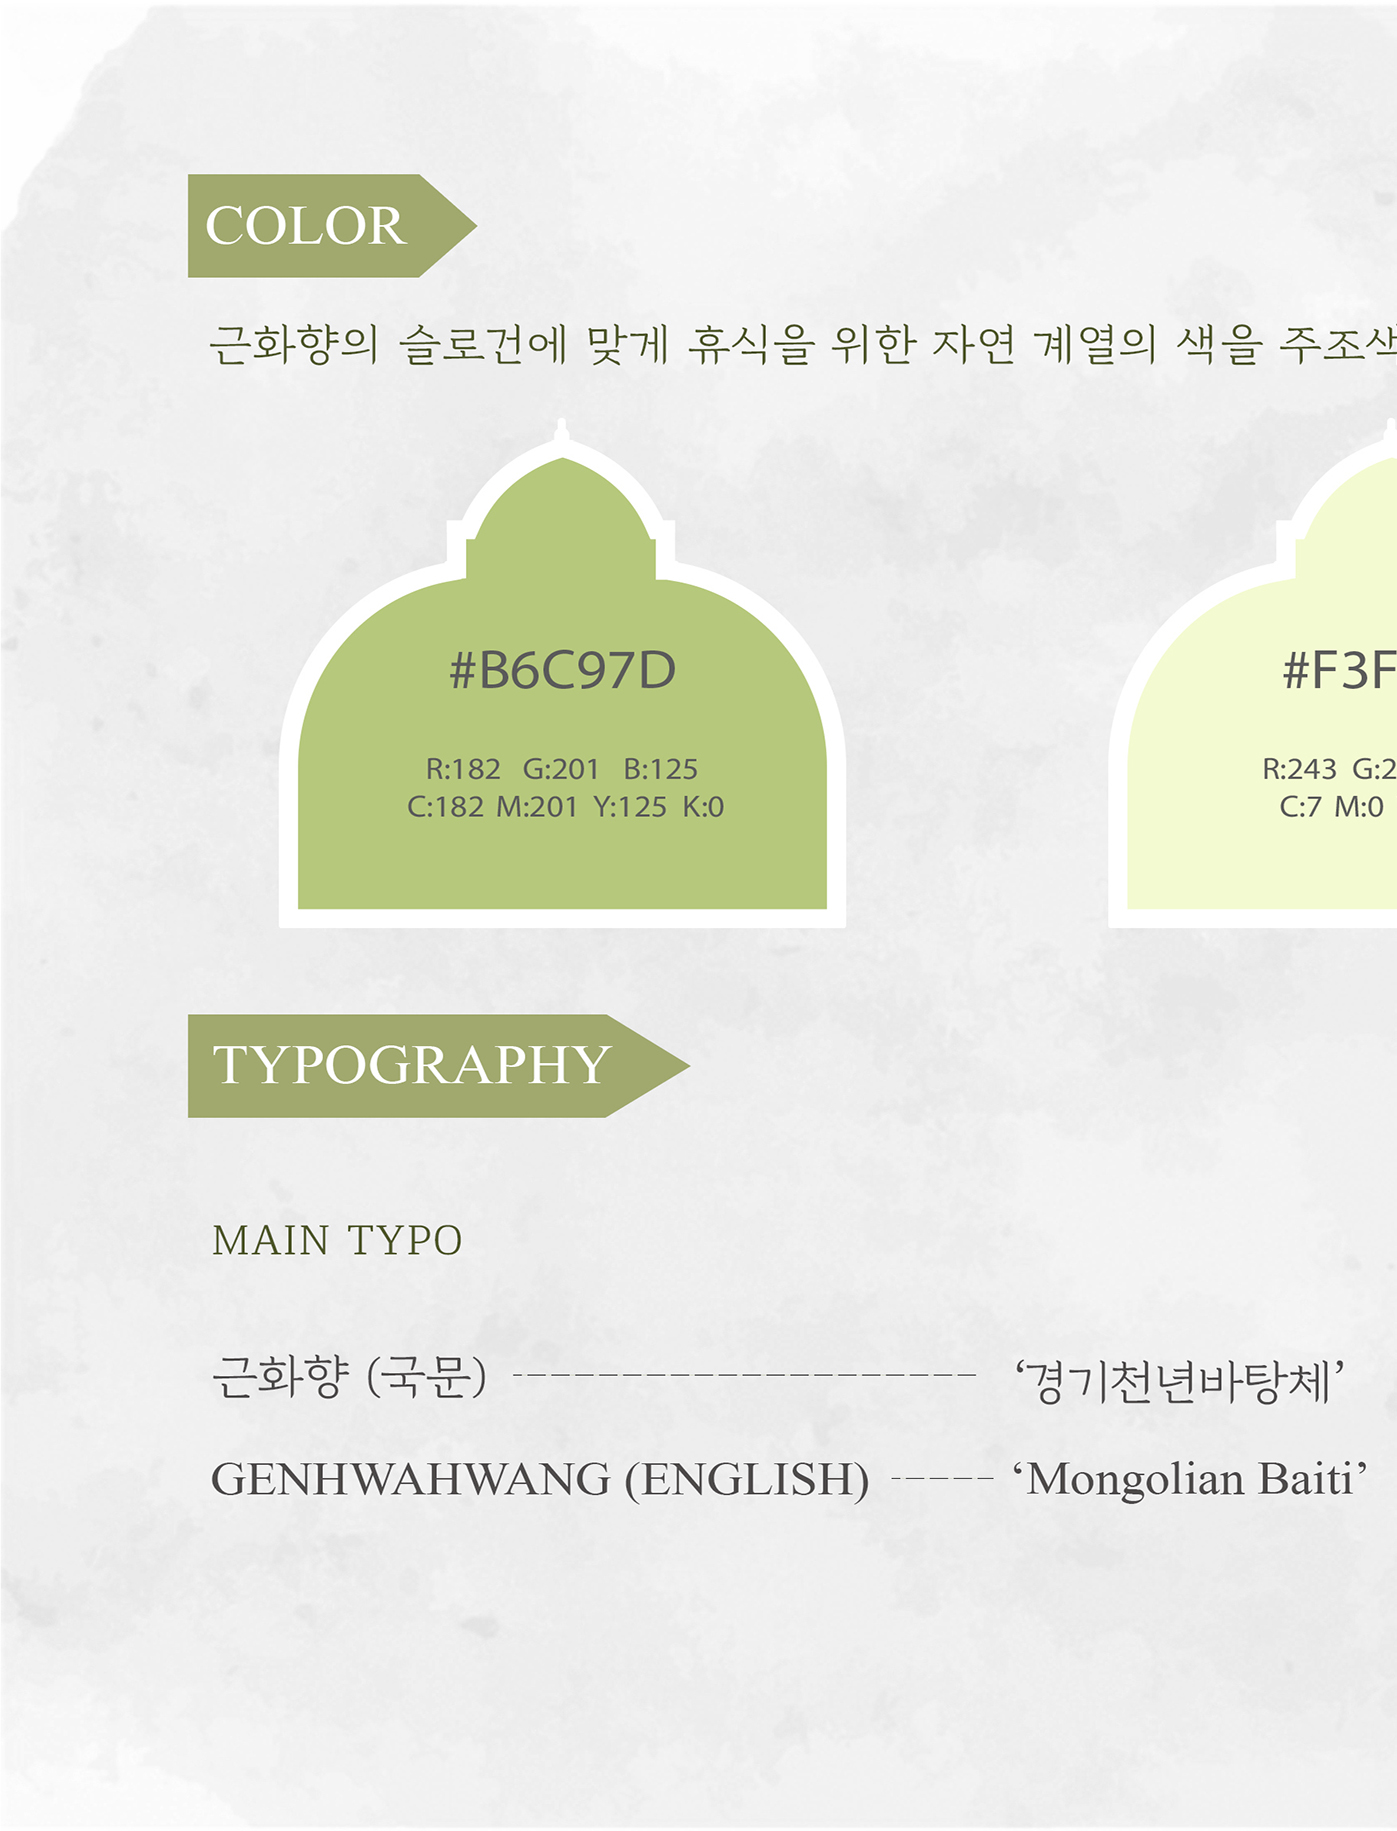 COLOR
근화향의 슬로건에 맞게 휴식을 위한 자연 계열의 색을 주조색
#B6C97D
#F3F
R:182 G:201 B:125
R:243 G:2
C:182 M:201 Y:125 K:0
C:7 M:0
TYPOGRAPHY
MAIN TYPO
근화향 (국문) -------------------- ‘경기천년바탕체’
GENHWAHWANG (ENGLISH) ----- ‘Mongolian Baiti’